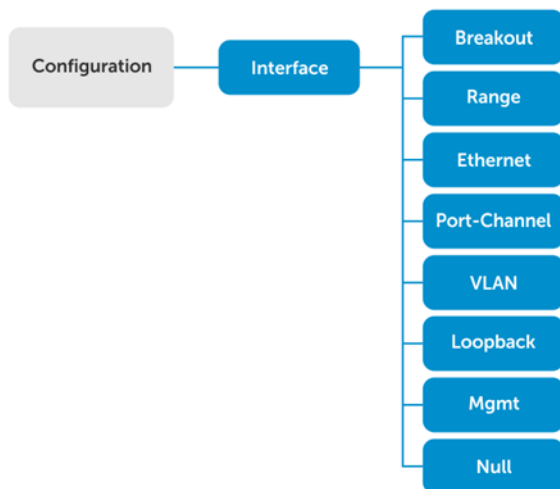 Configuration
Interface
Breakout
Range
Ethernet
Port-Channel
VLAN
Loopback
Mgmt
Null